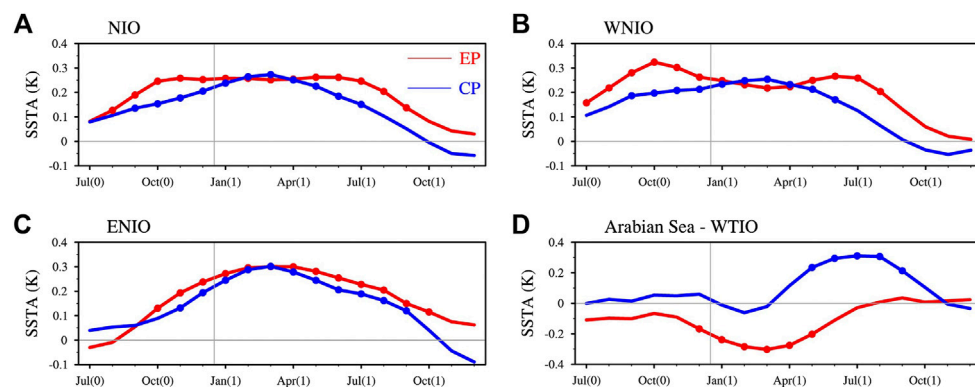 A NIO
0.4
0.3
0.2
0.1
0
-0.1
SSTA (K)
EP
CP
Jul(0) Oct(0) Jan(1) Apr(1) Jul(1) Oct(1)
B WNIO
0.4
0.3
0.2
0.1
0
-0.1
SSTA (K)
Jul(0) Oct(0) Jan(1) Apr(1) Jul(1) Oct(1)
C ENIO
0.4
0.3
0.2
0.1
0
-0.1
SSTA (K)
Jul(0) Oct(0) Jan(1) Apr(1) Jul(1) Oct(1)
D Arabian Sea - WTIO
0.4
0.2
0
-0.2
-0.4
SSTA (K)
Jul(0) Oct(0) Jan(1) Apr(1) Jul(1) Oct(1)